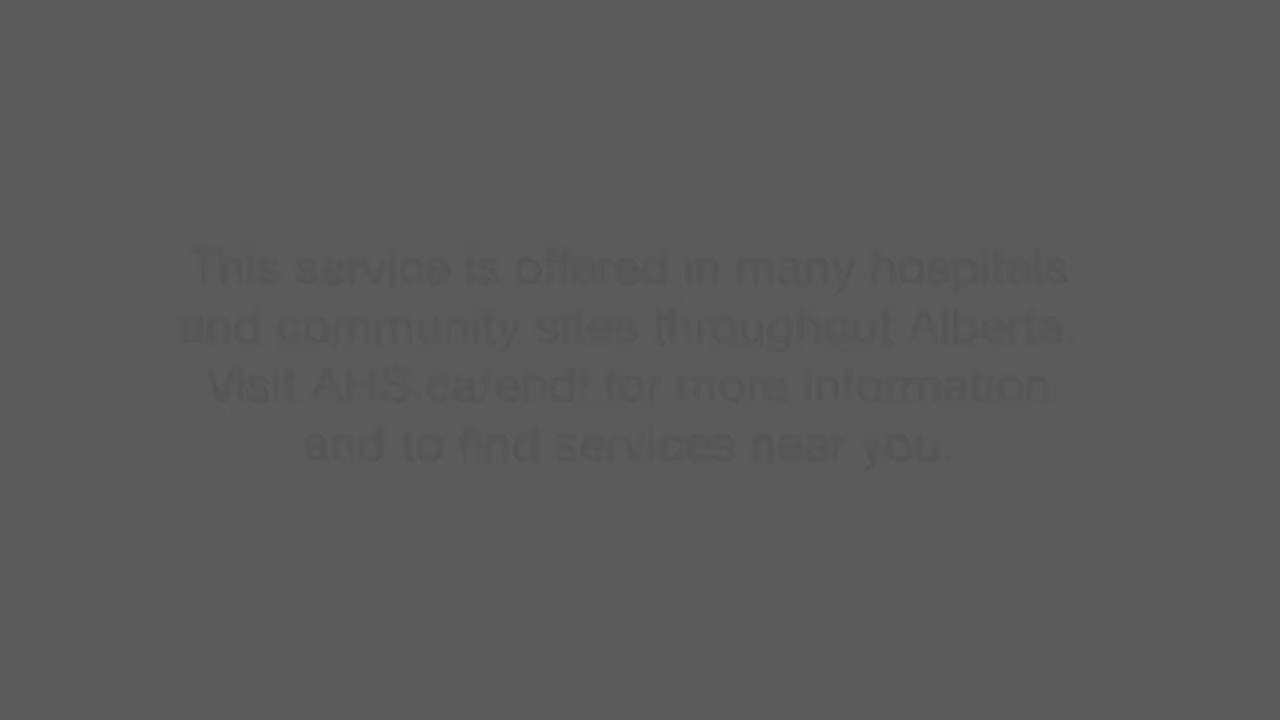 This service is offered in many hospitals
and community sites throughout Alberta.
Visit AHS.ca/endt for more information
and to find services near you.